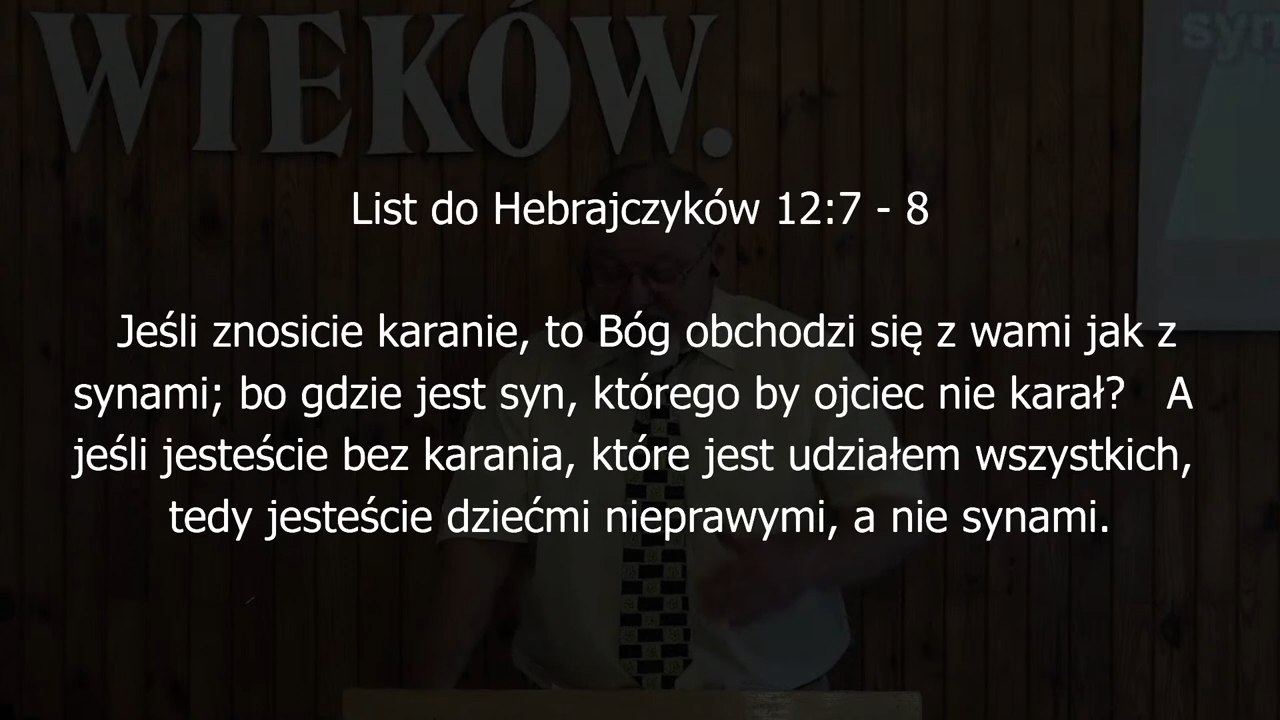 WIEKÓW.
syn
List do Hebrajczyków 12:7 - 8
Jeśli znosicie karanie, to Bóg obchodzi się z wami jak z
synami; bo gdzie jest syn, którego by ojciec nie karał? A
jeśli jesteście bez karania, które jest udziałem wszystkich,
tedy jesteście dziećmi nieprawymi, a nie synami.